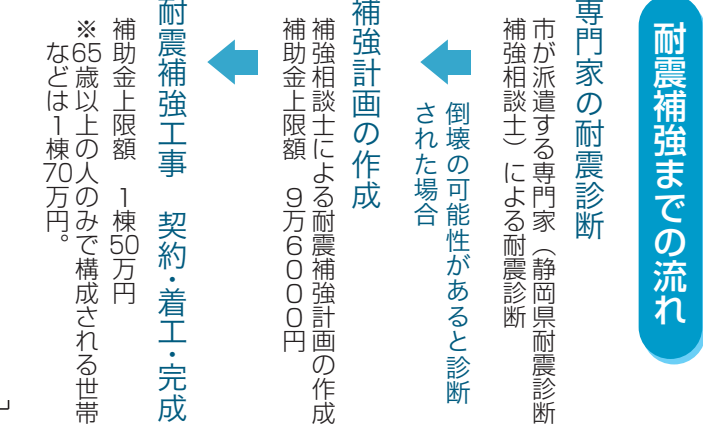 耐震補強までの流れ
専門家の耐震診断
市が派遣する専門家（静岡県耐震診断
補強相談士）による耐震診断
倒壊の可能性があると診断
された場合
補強計画の作成
補強相談士による耐震補強計画の作成
補助金上限額　９万６０００円
耐震補強工事　契約・着工・完成
補助金上限額　１棟50万円
※65歳以上の人のみで構成される世帯
などは１棟70万円。